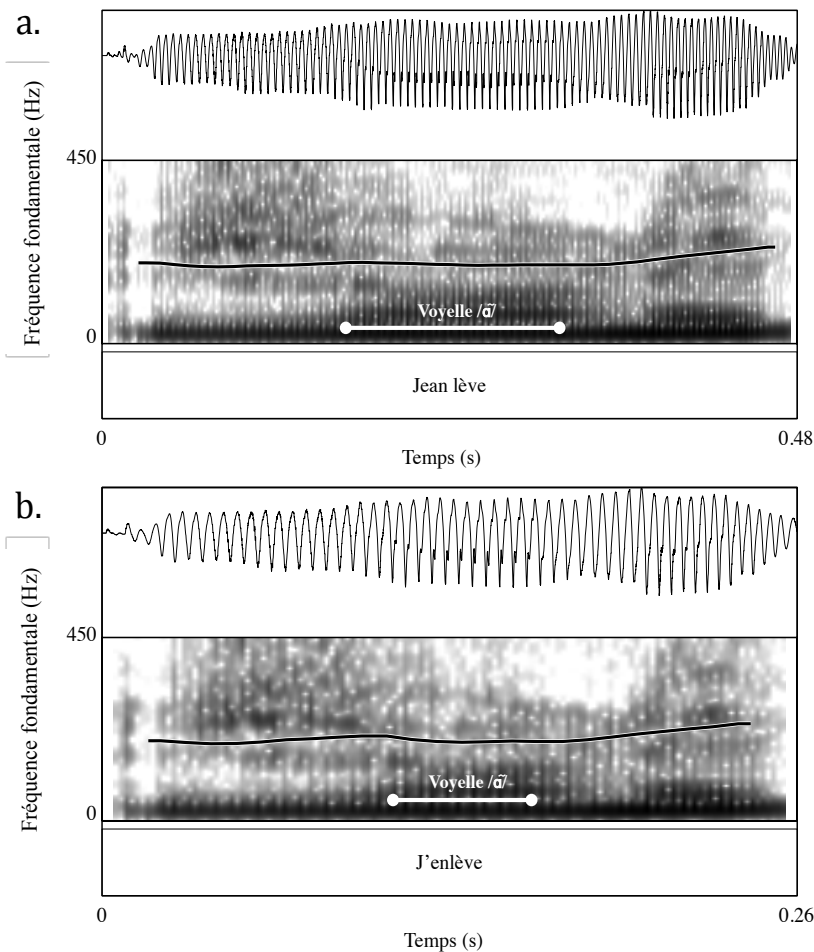 a.
Fréquence fondamentale (Hz)
450
0
Voyelle /ɑ̃/
Jean lève
0
0.48
Temps (s)
b.
Fréquence fondamentale (Hz)
450
0
Voyelle /ɑ̃/
J’enlève
0
0.26
Temps (s)